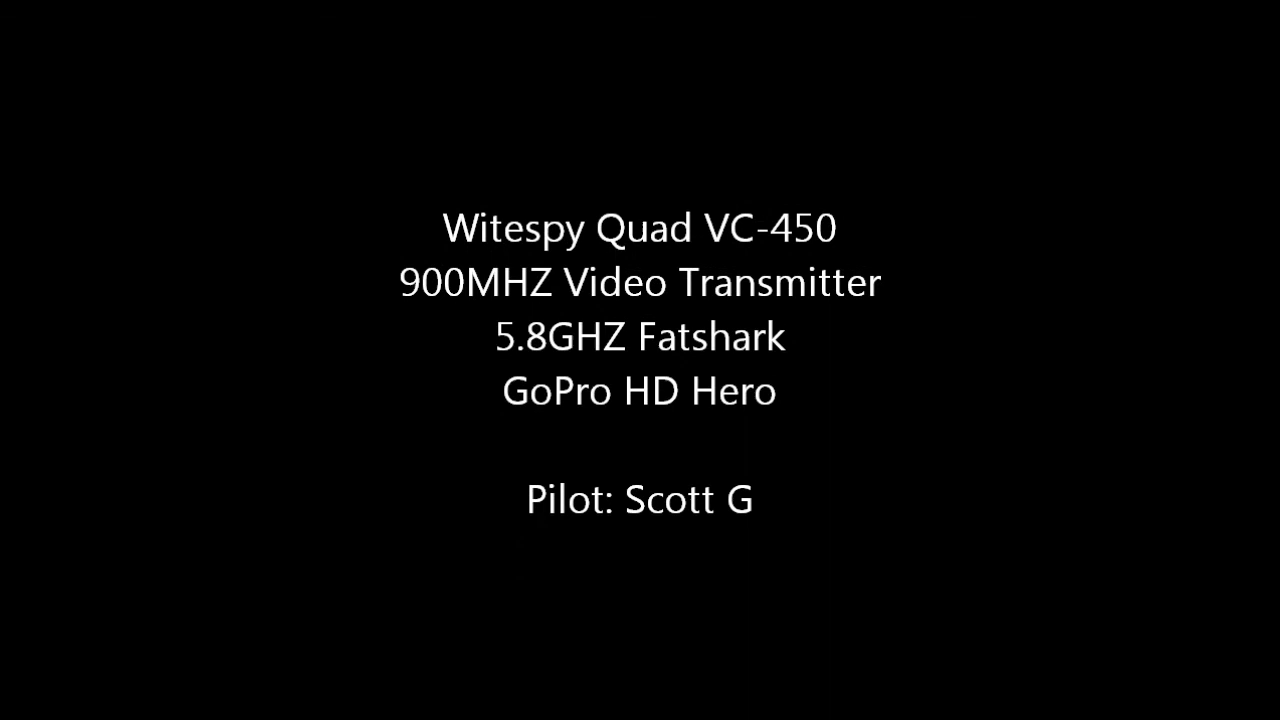 Witespy Quad VC-450
900MHZ Video Transmitter
5.8GHZ Fatshark
GoPro HD Hero
Pilot: Scott G